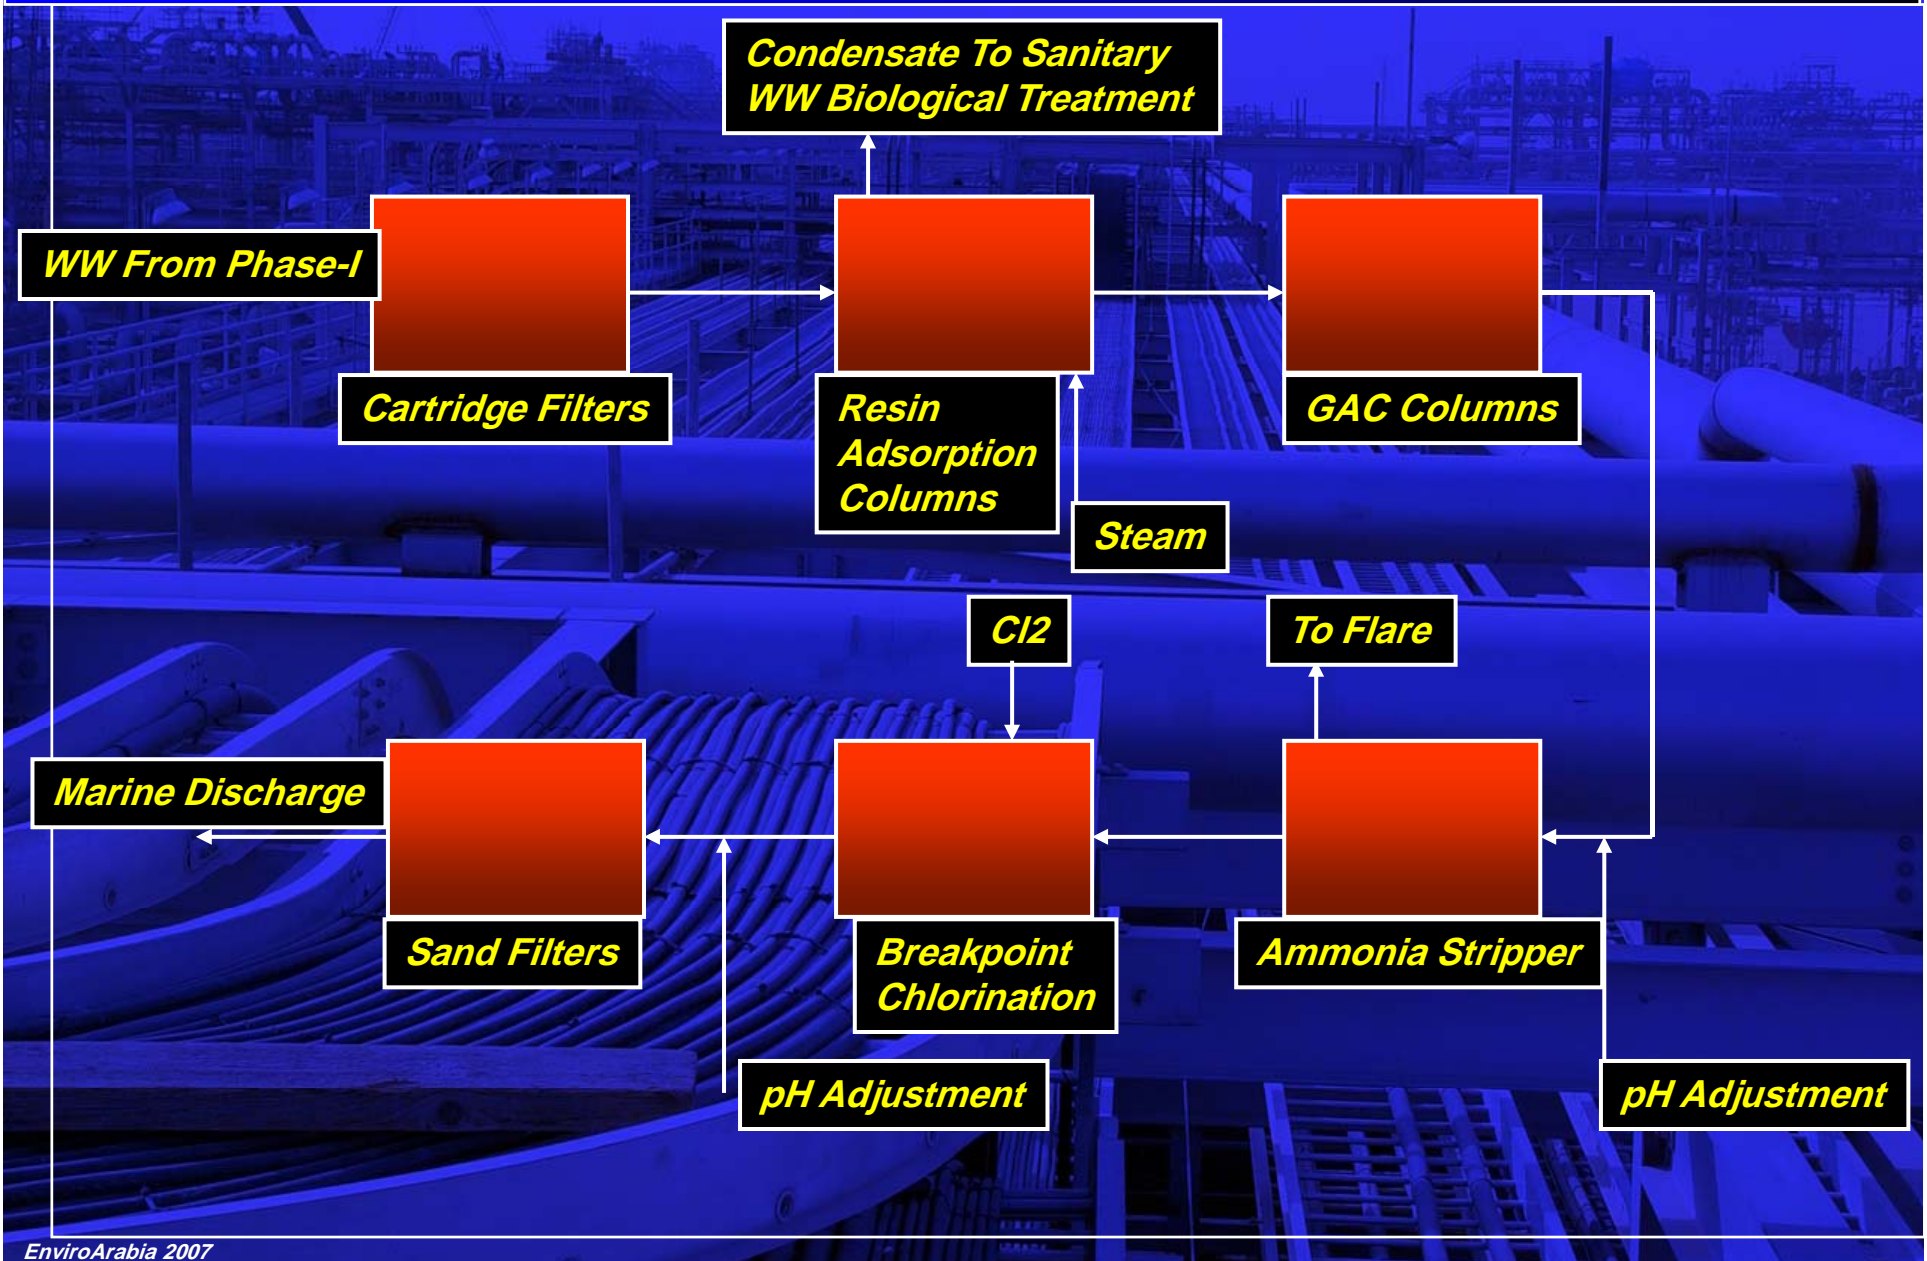 Condensate To Sanitary
WW Biological Treatment
WW From Phase-I
Cartridge Filters
Resin
Adsorption
Columns
GAC Columns
Steam
Cl2
To Flare
Marine Discharge
Sand Filters
Breakpoint
Chlorination
Ammonia Stripper
pH Adjustment
pH Adjustment
EnviroArabia 2007